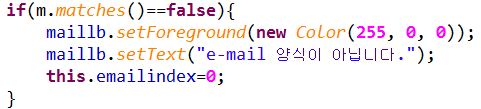 if(m.matches()==false){
maillb.setForeground(new Color(255, 0, 0));
maillb.setText("e-mail 양식이 아닙니다.");
this.emailindex=0;
}